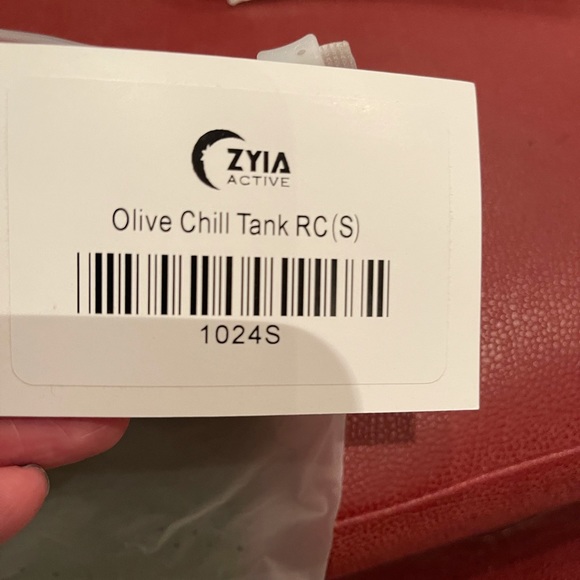 ZYIA
ACTIVE
Olive Chill Tank RC(S)
1024S